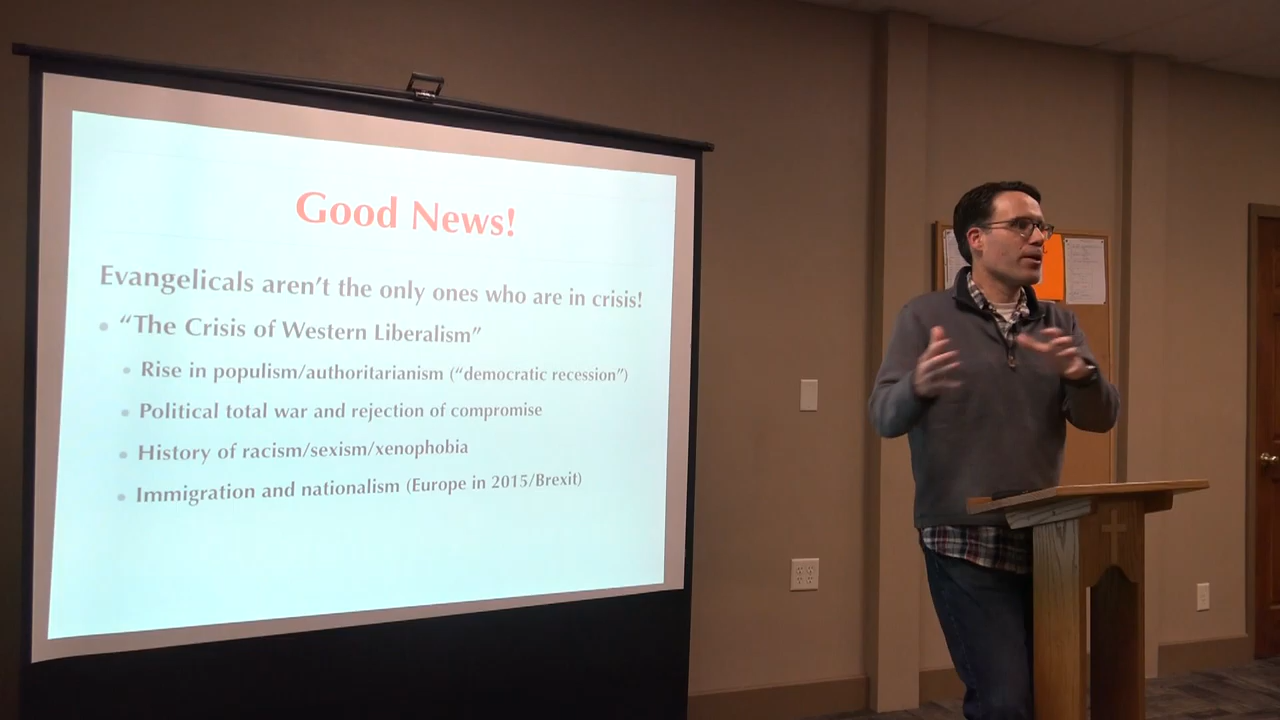 Good News!
Evangelicals aren't the only ones who are in crisis!
• "The Crisis of Western Liberalism"
• Rise in populism/authoritarianism ("democratic recession")
• Political total war and rejection of compromise
• History of racism/sexism/xenophobia
• Immigration and nationalism (Europe in 2015/Brexit)